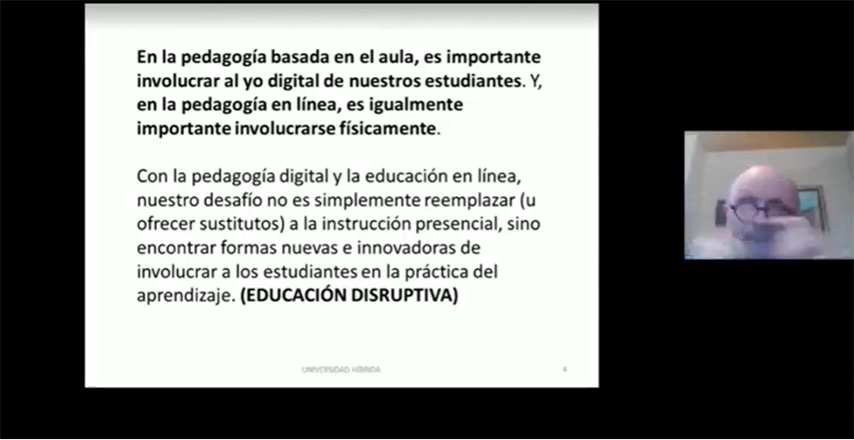 En la pedagogía basada en el aula, es importante
involucrar al yo digital de nuestros estudiantes. Y,
en la pedagogía en línea, es igualmente
importante involucrarse físicamente.
Con la pedagogía digital y la educación en línea,
nuestro desafío no es simplemente reemplazar (u
ofrecer sustitutos) a la instrucción presencial, sino
encontrar formas nuevas e innovadoras de
involucrar a los estudiantes en la práctica del
aprendizaje. (EDUCACIÓN DISRUPTIVA)
UNIVERSIDAD HÍBRIDA 4